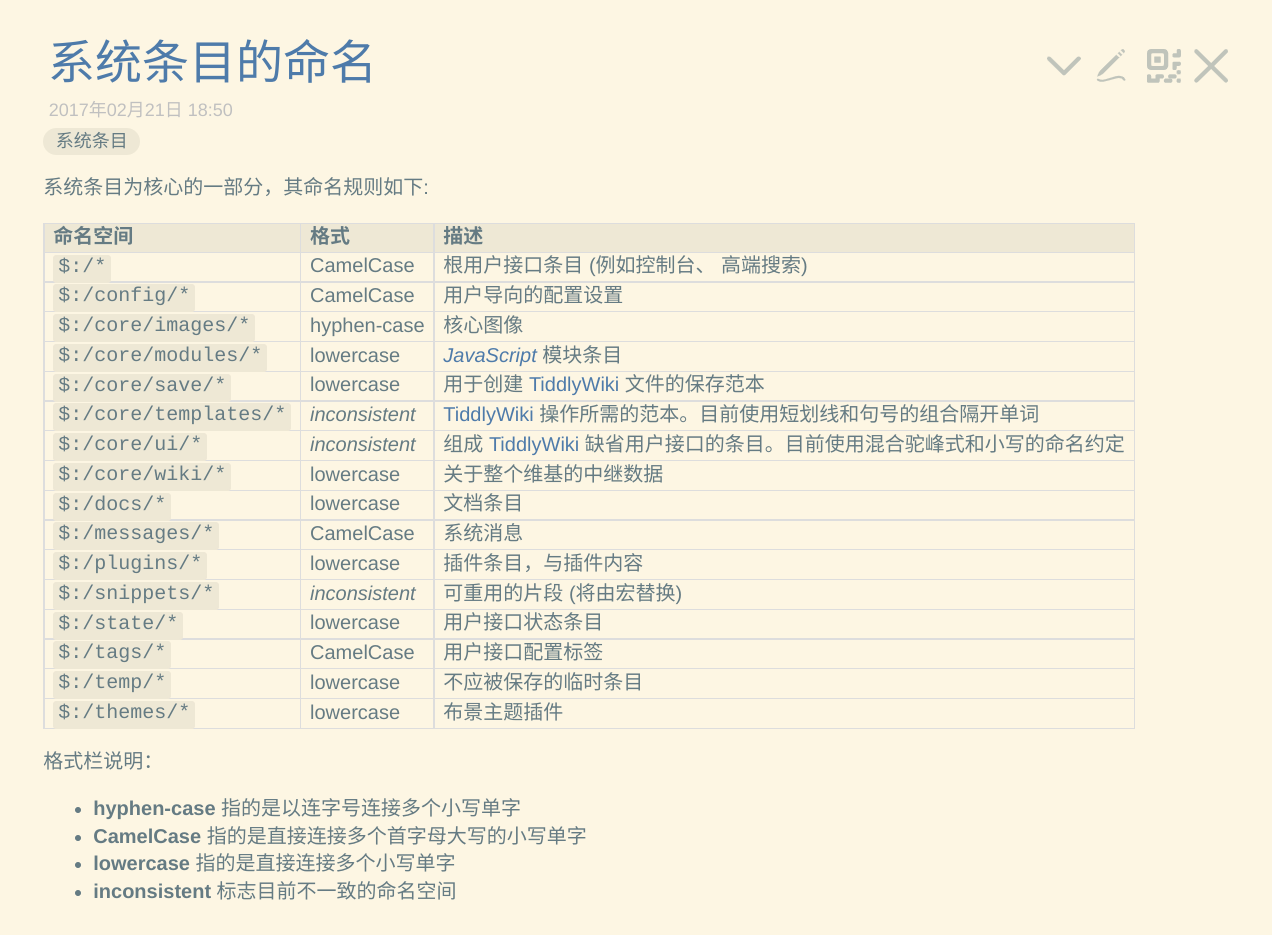 系统条目的命名
2017年02月21日 18:50
系统条目
系统条目为核心的一部分，其命名规则如下:
命名空间 格式 描述
$:/* CamelCase 根用户接口条目 (例如控制台、 高端搜索)
$:/config/* CamelCase 用户导向的配置设置
$:/core/images/* hyphen-case 核心图像
$:/core/modules/* lowercase JavaScript 模块条目
$:/core/save/* lowercase 用于创建 TiddlyWiki 文件的保存范本
$:/core/templates/* inconsistent TiddlyWiki 操作所需的范本。目前使用短划线和句号的组合隔开单词
$:/core/ui/* inconsistent 组成 TiddlyWiki 缺省用户接口的条目。目前使用混合驼峰式和小写的命名约定
$:/core/wiki/* lowercase 关于整个维基的中继数据
$:/docs/* lowercase 文档条目
$:/messages/* CamelCase 系统消息
$:/plugins/* lowercase 插件条目，与插件内容
$:/snippets/* inconsistent 可重用的片段 (将由宏替换)
$:/state/* lowercase 用户接口状态条目
$:/tags/* CamelCase 用户接口配置标签
$:/temp/* lowercase 不应被保存的临时条目
$:/themes/* lowercase 布景主题插件
格式栏说明：
• hyphen-case 指的是以连字号连接多个小写单字
• CamelCase 指的是直接连接多个首字母大写的小写单字
• lowercase 指的是直接连接多个小写单字
• inconsistent 标志目前不一致的命名空间